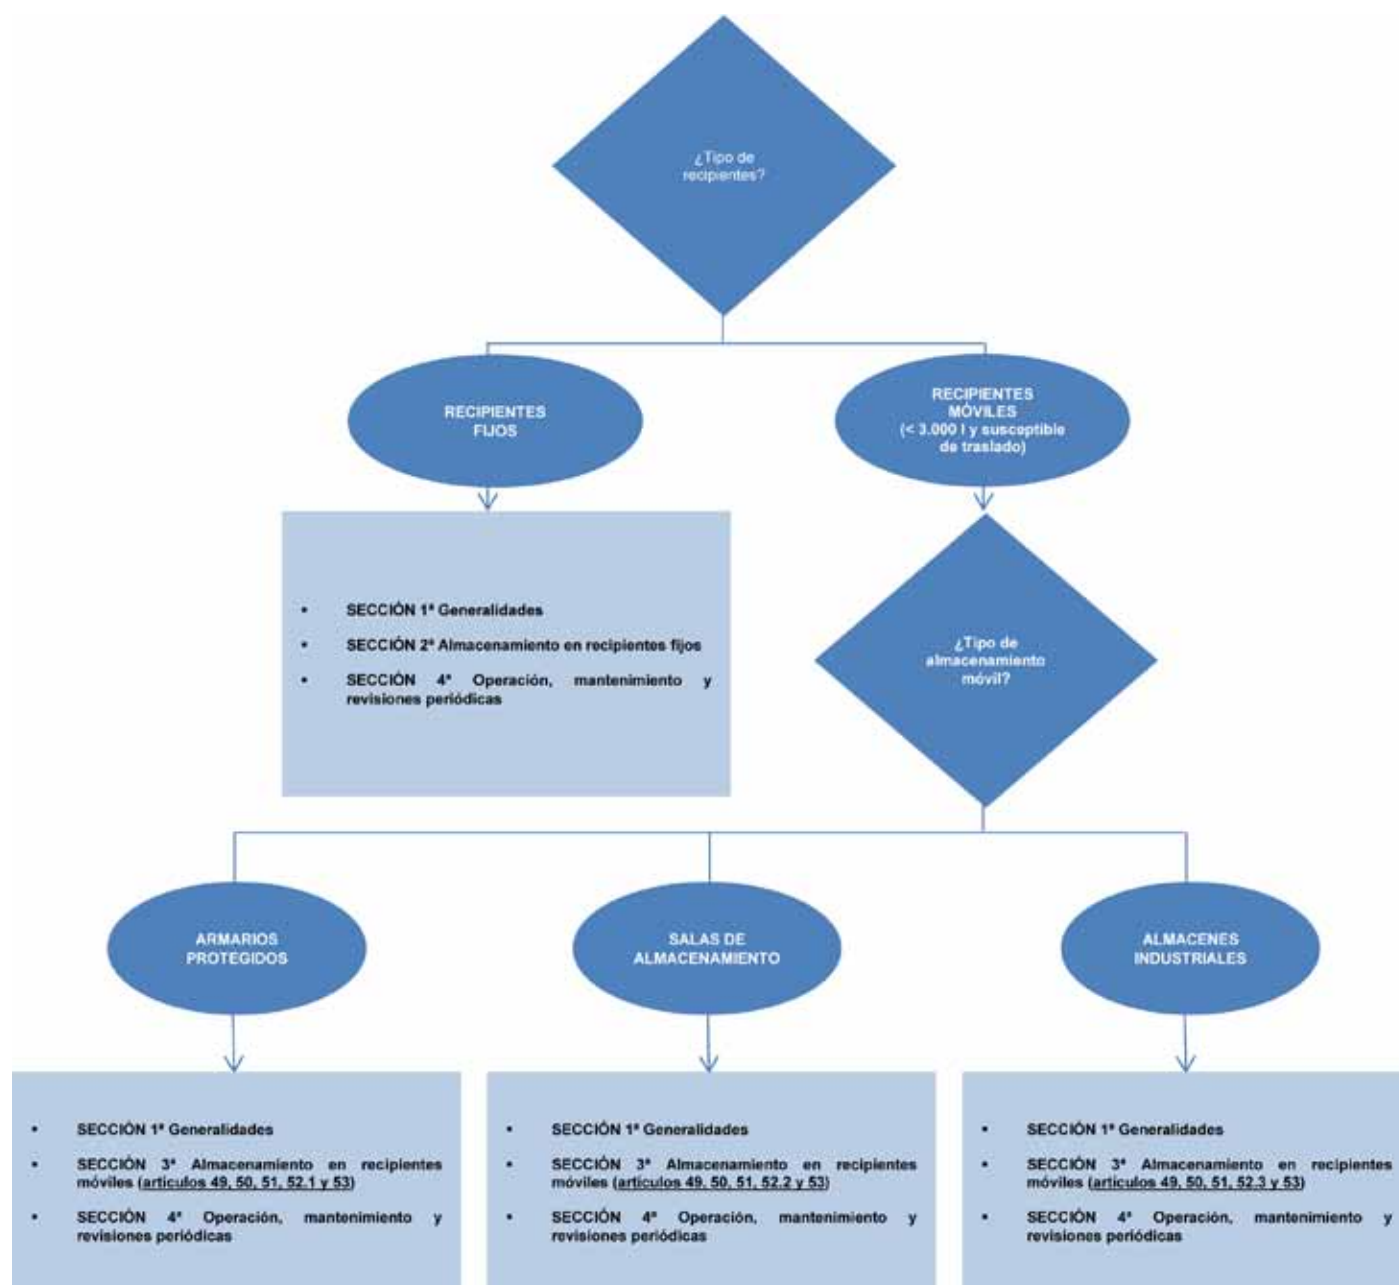 ¿Tipo de
recipientes?
RECIPIENTES
FIJOS
RECIPIENTES
MÓVILES
(< 3.000 l y susceptible
de traslado)
▪ SECCIÓN 1ª Generalidades
▪ SECCIÓN 2ª Almacenamiento en recipientes fijos
▪ SECCIÓN 4ª Operación, mantenimiento y
revisiones periódicas
¿Tipo de
almacenamiento
móvil?
ARMARIOS
PROTEGIDOS
SALAS DE
ALMACENAMIENTO
ALMACENES
INDUSTRIALES
▪ SECCIÓN 1ª Generalidades
▪ SECCIÓN 3ª Almacenamiento en recipientes
móviles (artículos 49, 50, 51, 52.1 y 53)
▪ SECCIÓN 4ª Operación, mantenimiento y
revisiones periódicas
▪ SECCIÓN 1ª Generalidades
▪ SECCIÓN 3ª Almacenamiento en recipientes
móviles (artículos 49, 50, 51, 52.2 y 53)
▪ SECCIÓN 4ª Operación, mantenimiento y
revisiones periódicas
▪ SECCIÓN 1ª Generalidades
▪ SECCIÓN 3ª Almacenamiento en recipientes
móviles (artículos 49, 50, 51, 52.3 y 53)
▪ SECCIÓN 4ª Operación, mantenimiento y
revisiones periódicas